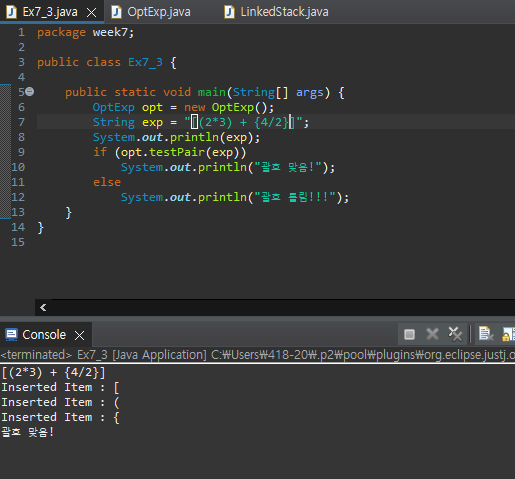 Ex7_3.java OptExp.java LinkedStack.java
1 package week7;
2
3 public class Ex7_3 {
4
5 public static void main(String[] args) {
6 OptExp opt = new OptExp();
7 String exp = "[(2*3) + {4/2}]";
8 System.out.println(exp);
9 if (opt.testPair(exp))
10 System.out.println("괄호 맞음!");
11 else
12 System.out.println("괄호 틀림!!!");
13 }
14 }
15
Console
<terminated> Ex7_3 [Java Application] C:₩Users₩418-20₩.p2₩pool₩plugins₩org.eclipse.justj.o
[(2*3) + {4/2}]
Inserted Item : [
Inserted Item : (
Inserted Item : {
괄호 맞음!